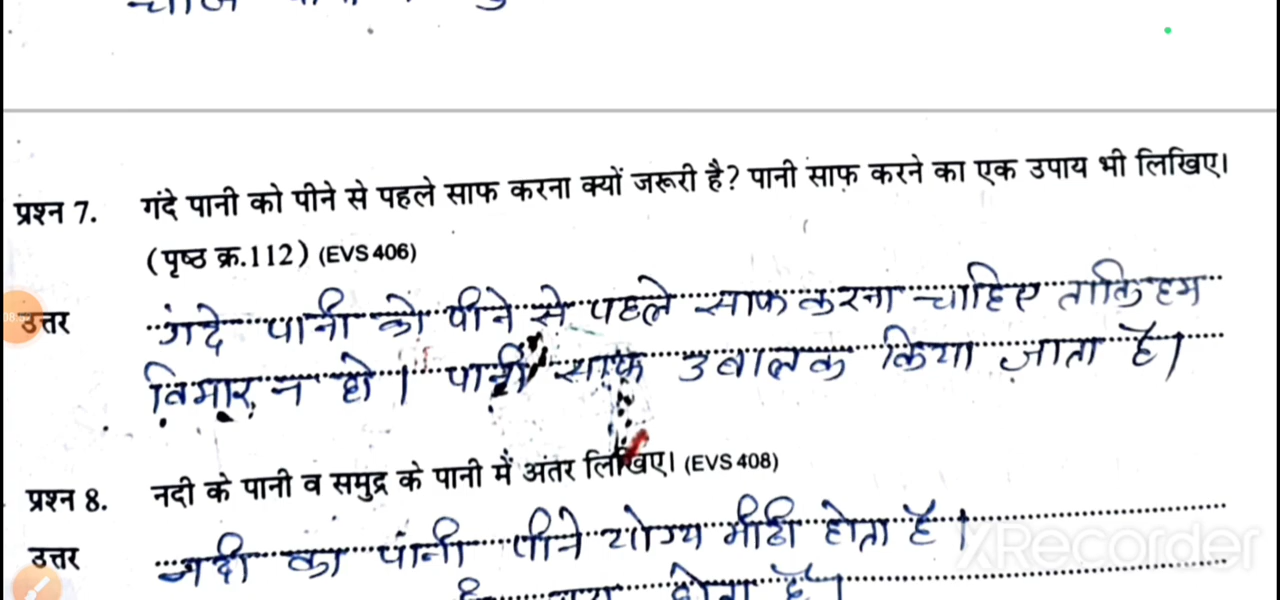 प्रश्न 7. गंदे पानी को पीने से पहले साफ करना क्यों जरूरी है? पानी साफ़ करने का एक उपाय भी लिखिए।
(पृष्ठ क्र.112) (EVS 406)
उत्तर गंदे पानी को पीने से पहले साफ करना चाहिए ताकि हम
विमार न हो। पानी साफ उबालक किया जाता है।
प्रश्न 8. नदी के पानी व समुद्र के पानी में अंतर लिखिए। (EVS 408)
उत्तर नदी का पांनी पीने योग्य मीठी होता है।
XRecorder
होता है।